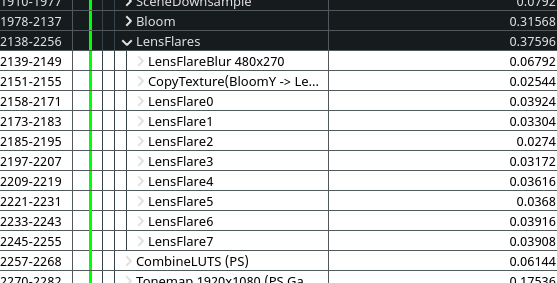 1910-1977 SceneDownsample 0.0792
1978-2137 Bloom 0.31568
2138-2256 LensFlares 0.37596
2139-2149 LensFlareBlur 480x270 0.06792
2151-2155 CopyTexture(BloomY -> Le... 0.02544
2158-2171 LensFlare0 0.03924
2173-2183 LensFlare1 0.03304
2185-2195 LensFlare2 0.0274
2197-2207 LensFlare3 0.03172
2209-2219 LensFlare4 0.03616
2221-2231 LensFlare5 0.0368
2233-2243 LensFlare6 0.03916
2245-2255 LensFlare7 0.03908
2257-2268 CombineLUTS (PS) 0.06144
2270-2282 Tonemap 1920x1080 (PS Ga... 0.17536